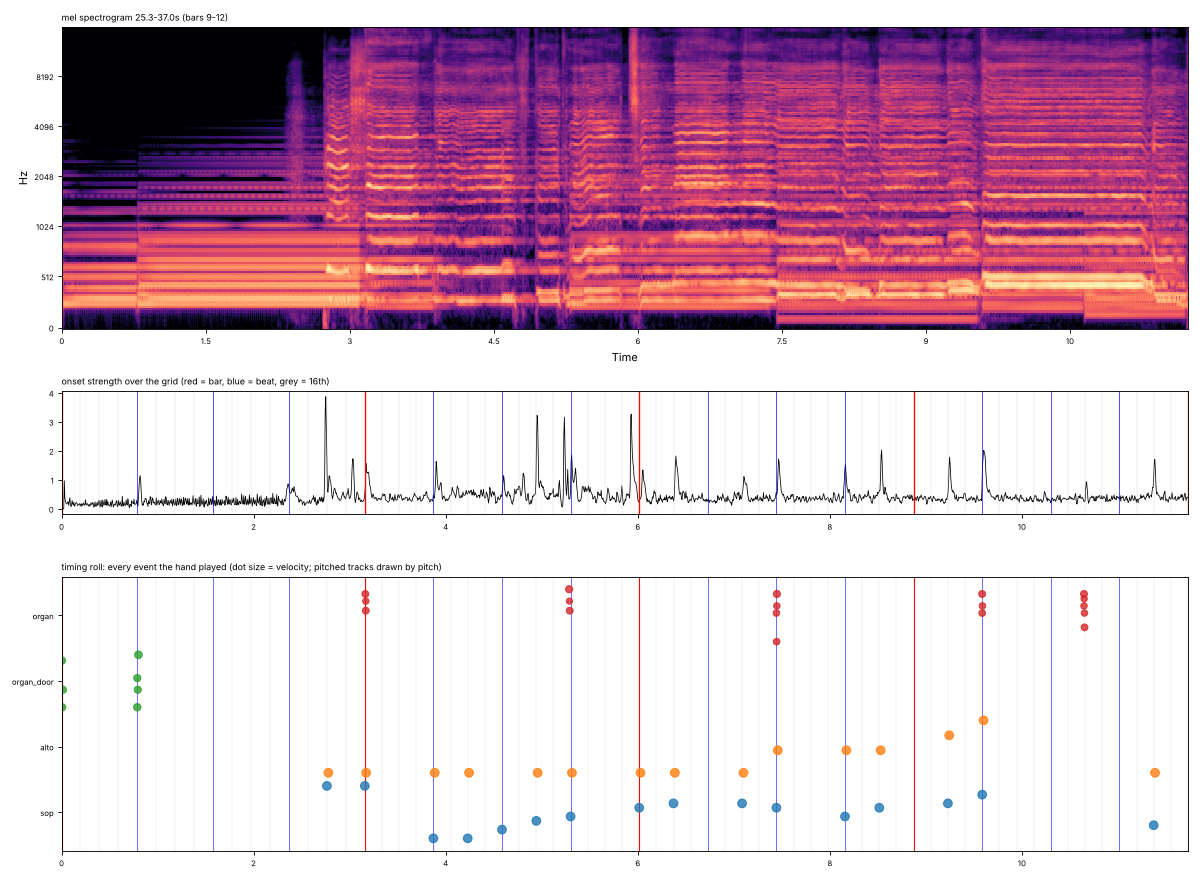 mel spectrogram 25.3-37.0s (bars 9-12)
8192
4096
2048
1024
512
0
Hz
0 1.5 3 4.5 6 7.5 9 10
Time
onset strength over the grid (red = bar, blue = beat, grey = 16th)
4
3
2
1
0
0 2 4 6 8 10
timing roll: every event the hand played (dot size = velocity; pitched tracks drawn by pitch)
organ
organ_door
alto
sop
0 2 4 6 8 10